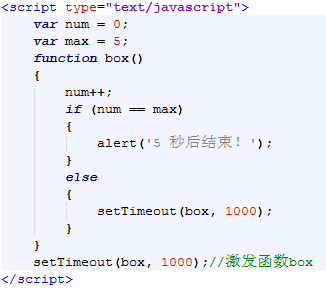 <script type="text/javascript">
    var num = 0;
    var max = 5;
    function box()
    {
        num++;
        if (num == max)
        {
            alert('5 秒后结束! ');
        }
        else
        {
            setTimeout(box, 1000);
        }
    }
    setTimeout(box, 1000);//激发函数box
</script>